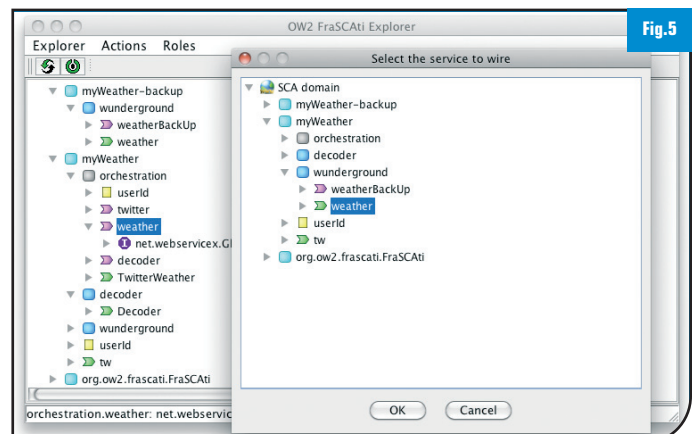 OW2 FraSCAti Explorer
Fig.5
Explorer Actions Roles
myWeather-backup
wunderground
weatherBackUp
weather
myWeather
orchestration
userId
twitter
weather
net.webservicex.Gl
decoder
TwitterWeather
decoder
Decoder
wunderground
userId
tw
org.ow2.frascati.FraSCAti
orchestration.weather: net.webservic
Select the service to wire
SCA domain
myWeather-backup
myWeather
orchestration
decoder
wunderground
weatherBackUp
weather
userId
tw
org.ow2.frascati.FraSCAti
OK Cancel